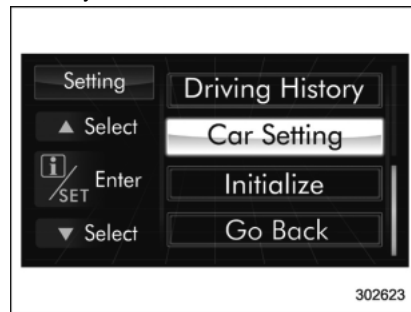 Setting
▲ Select
i/SET Enter
▼ Select
Driving History
Car Setting
Initialize
Go Back
302623